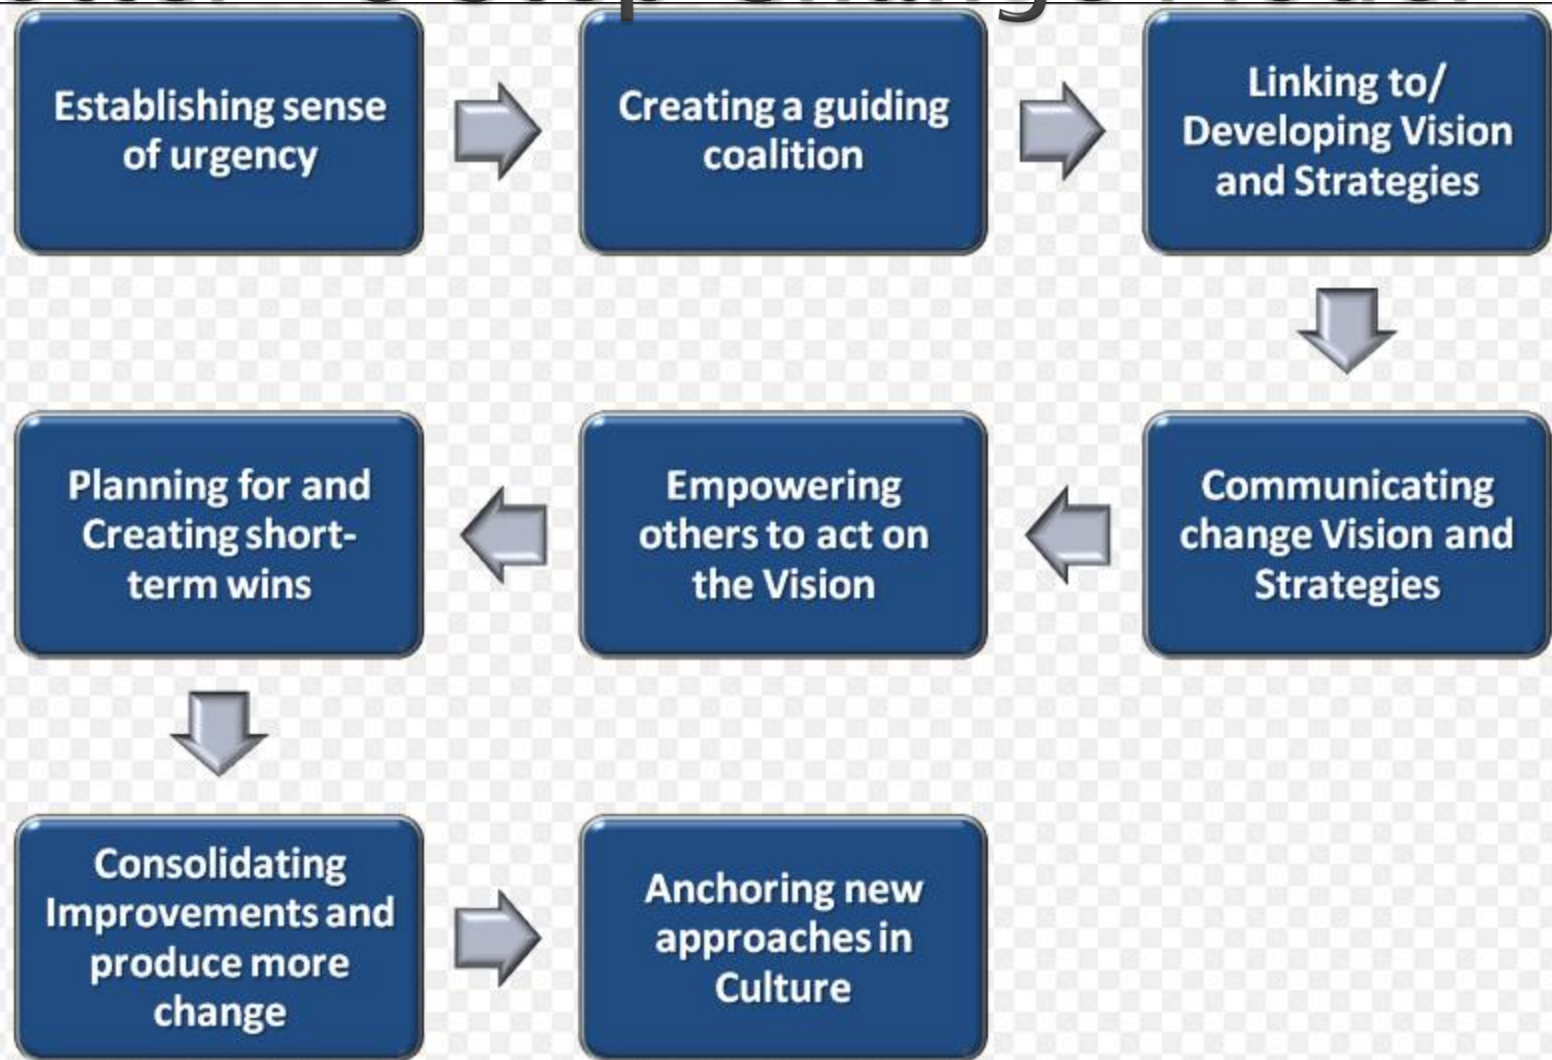 Establishing sense
of urgency
Creating a guiding
coalition
Linking to/
Developing Vision
and Strategies
Communicating
change Vision and
Strategies
Empowering
others to act on
the Vision
Planning for and
Creating short-
term wins
Consolidating
Improvements and
produce more
change
Anchoring new
approaches in
Culture